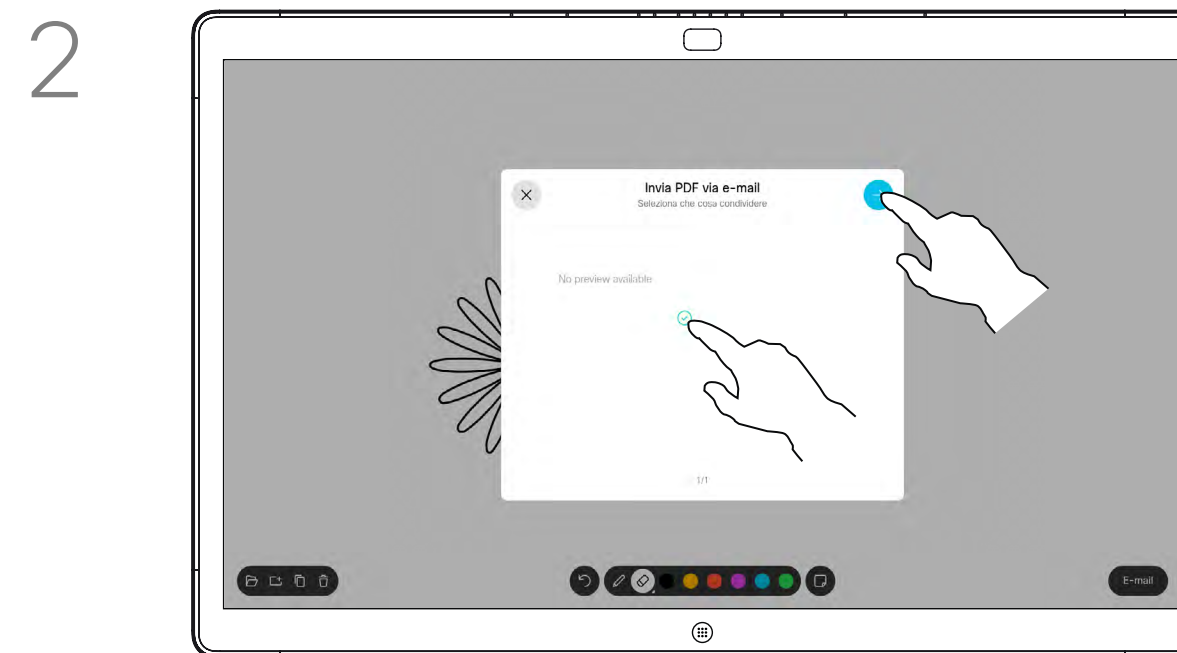 2
Invia PDF via e-mail
Seleziona che cosa condividere
No preview available
1/1
E-mail